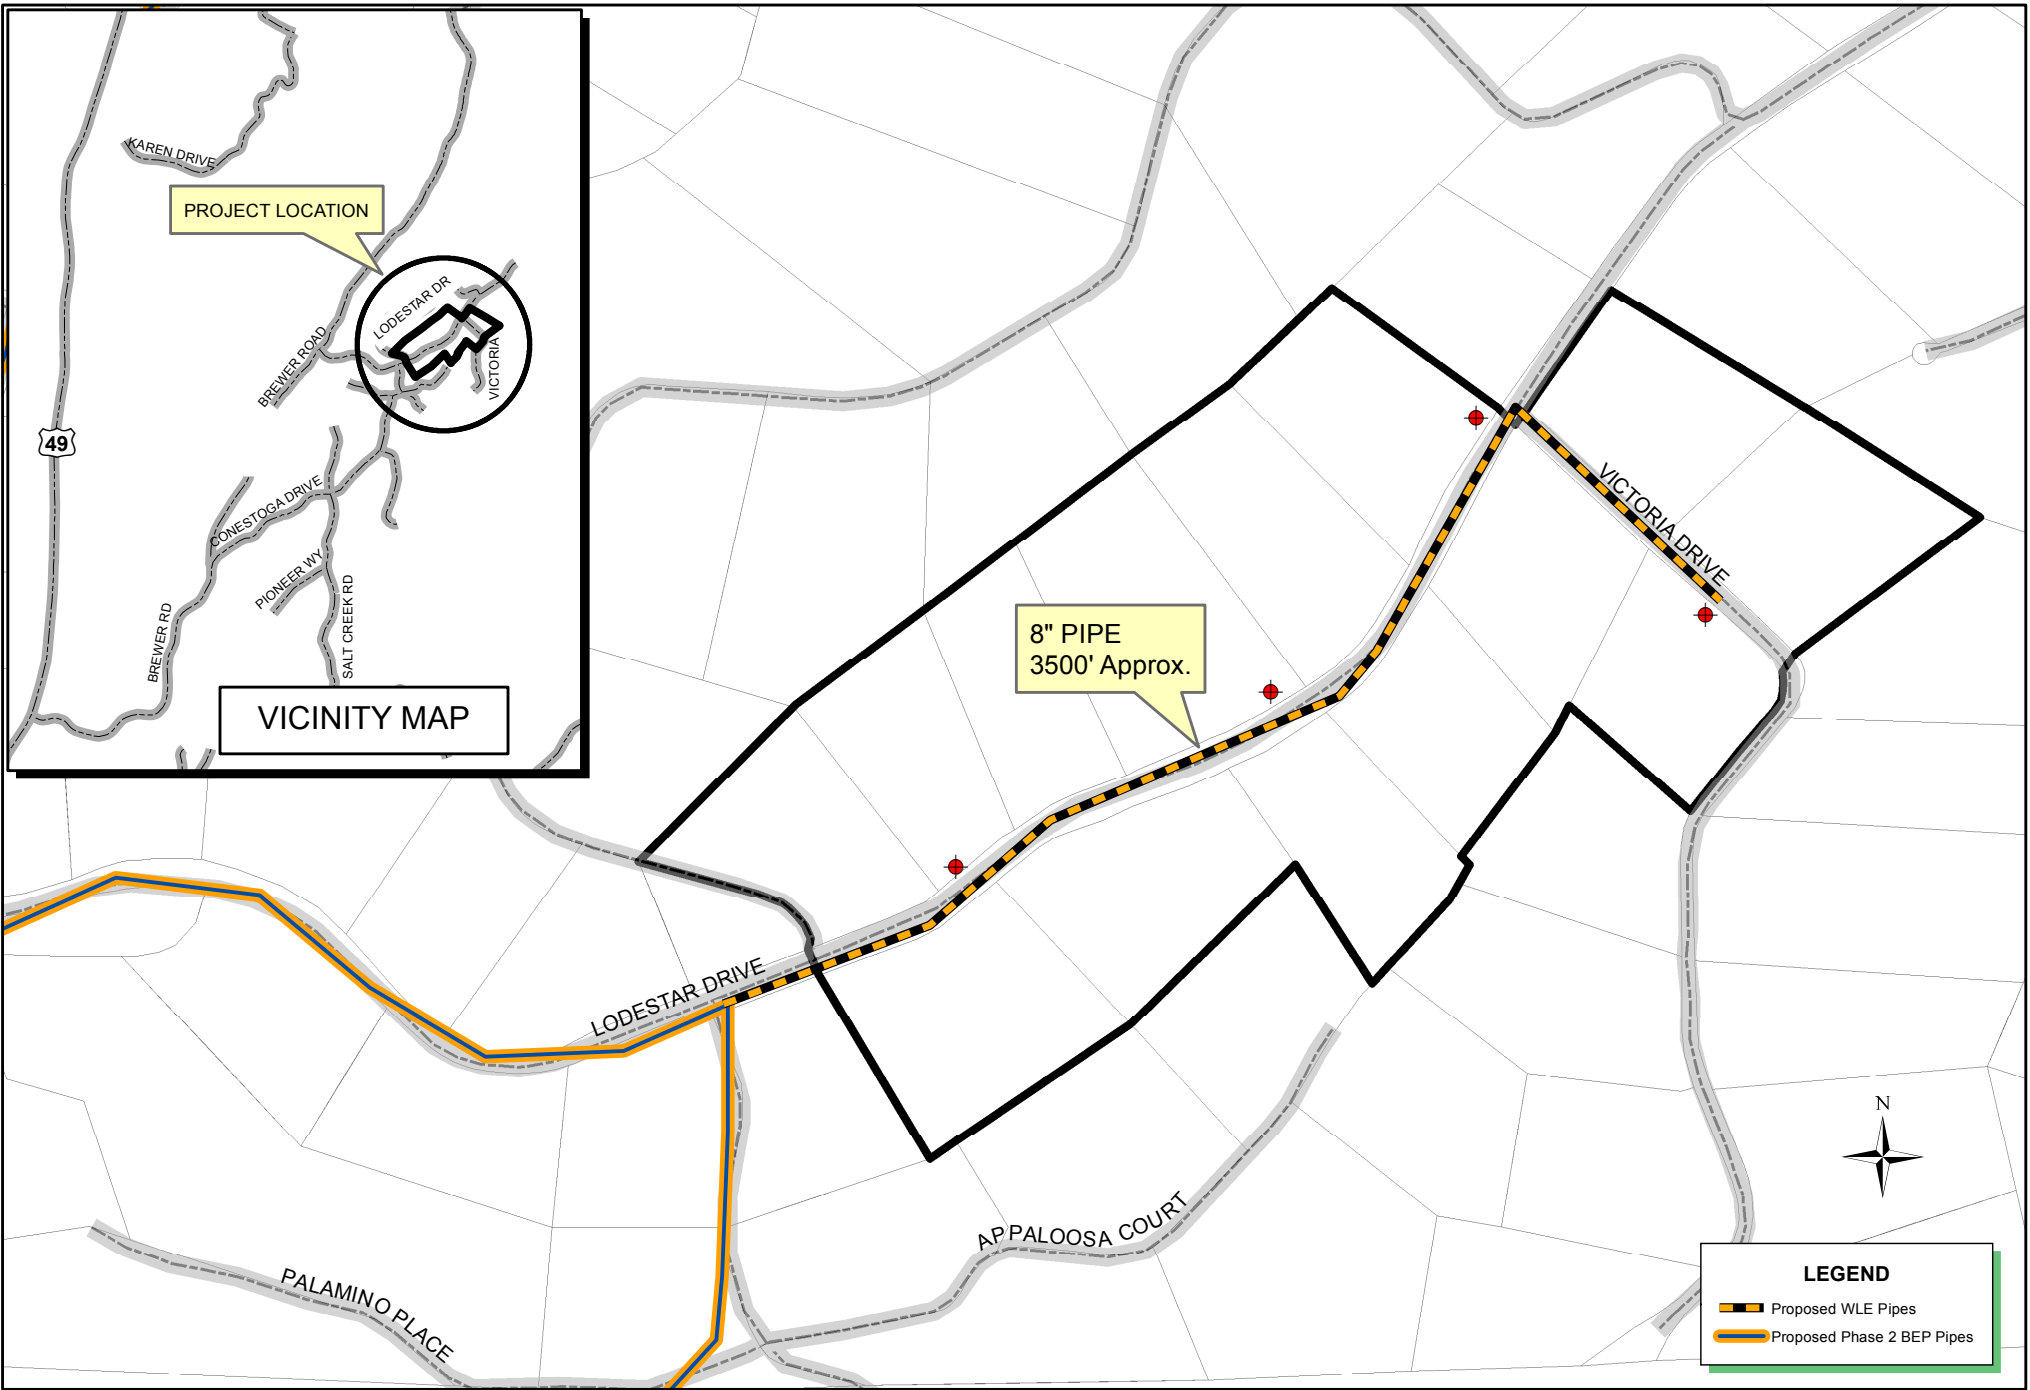 KAREN DRIVE
PROJECT LOCATION
LODESTAR DR
BREWER ROAD
VICTORIA
49
CONESTOGA DRIVE
PIONEER WY
SALT CREEK RD
BREWER RD
VICINITY MAP
VICTORIA DRIVE
8" PIPE
3500' Approx.
LODESTAR DRIVE
APPALOOSA COURT
PALAMINO PLACE
N
LEGEND
Proposed WLE Pipes
Proposed Phase 2 BEP Pipes